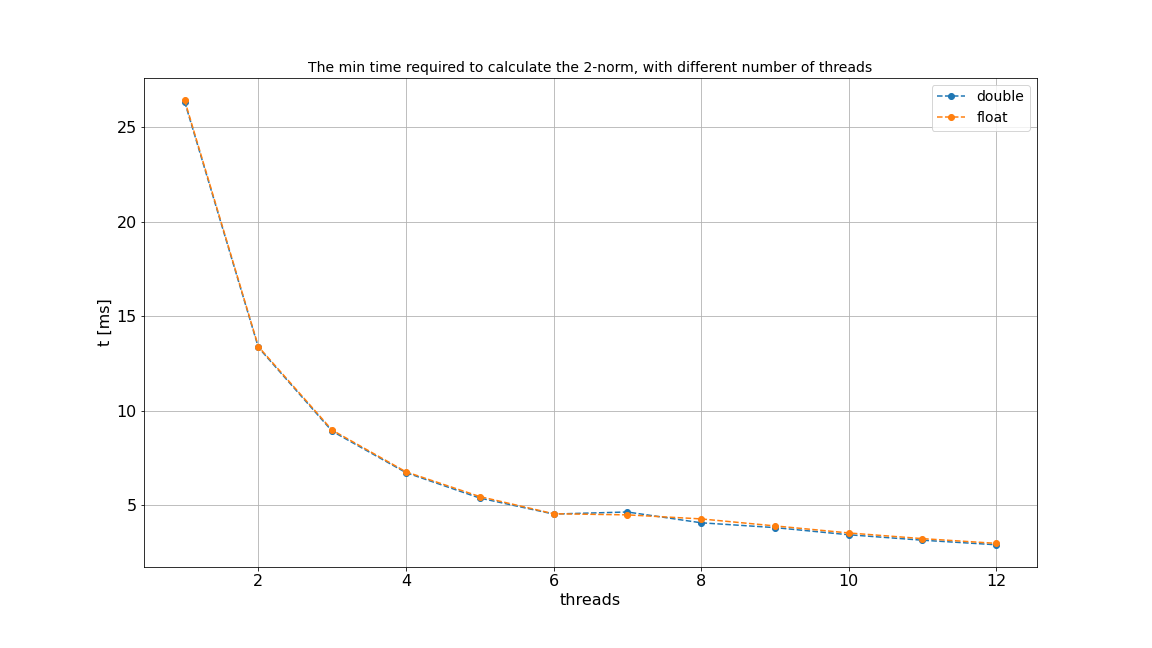 The min time required to calculate the 2-norm, with different number of threads
double
float
25
20
15
10
5
t [ms]
2 4 6 8 10 12
threads